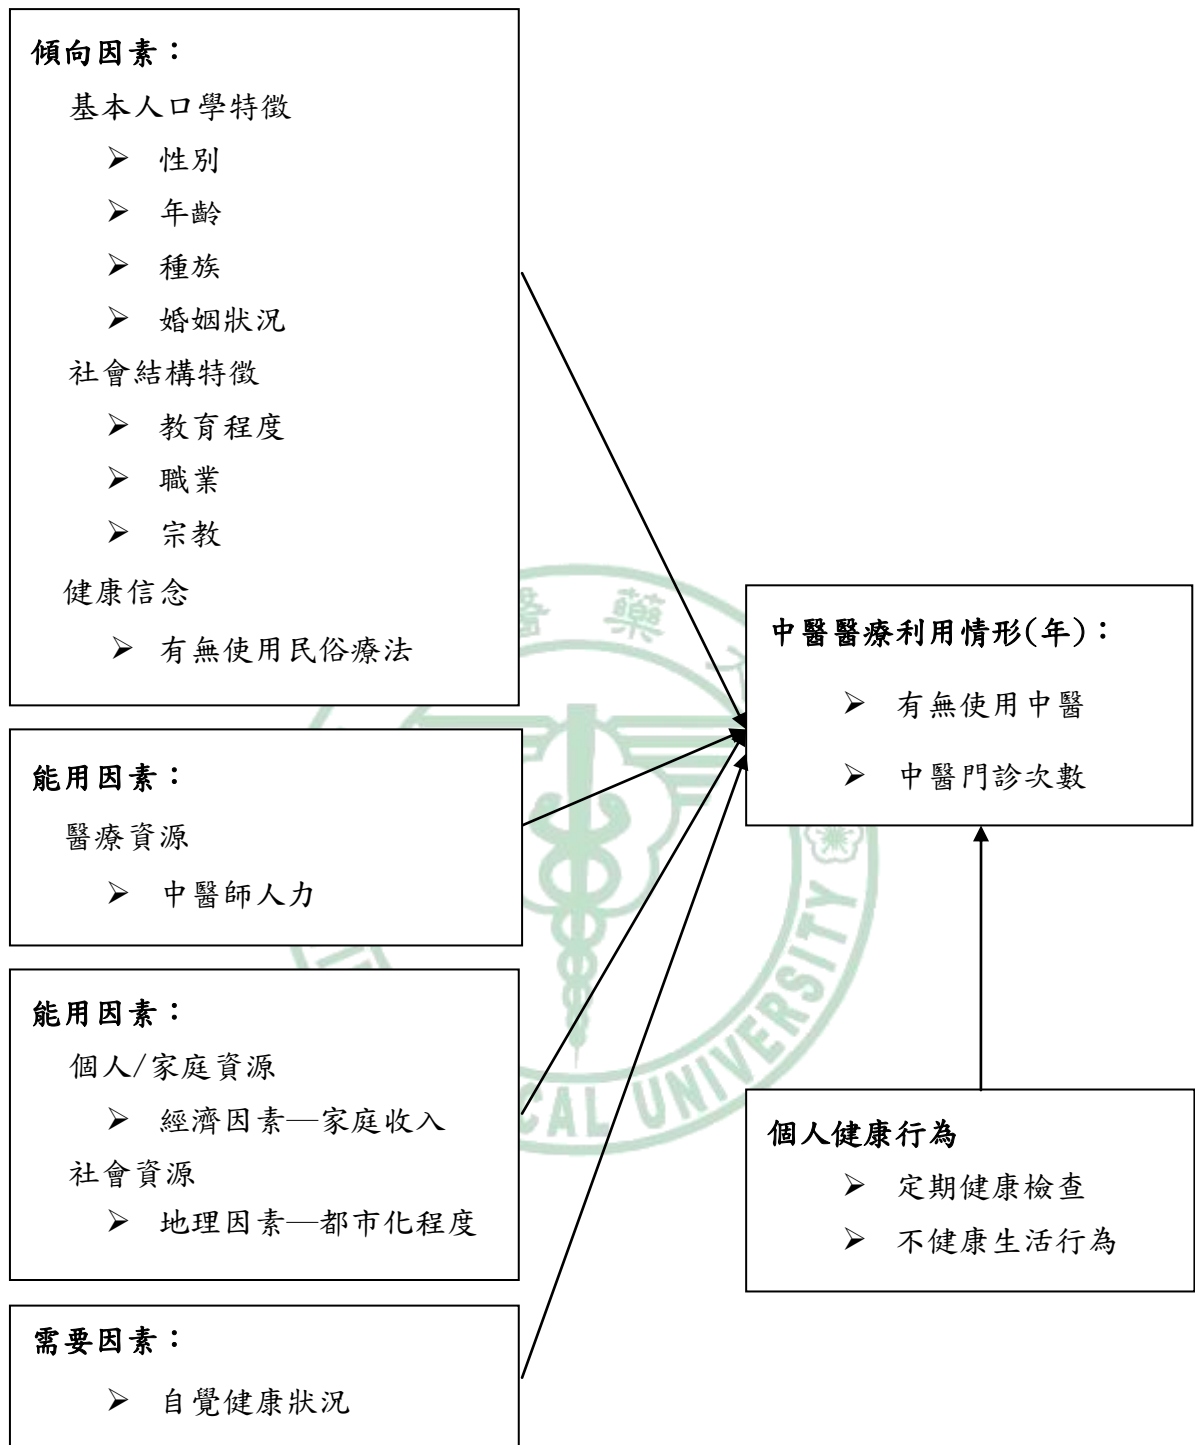 傾向因素：
基本人口學特徵
➢ 性別
➢ 年齡
➢ 種族
➢ 婚姻狀況
社會結構特徵
➢ 教育程度
➢ 職業
➢ 宗教
健康信念
➢ 有無使用民俗療法
能用因素：
醫療資源
➢ 中醫師人力
能用因素：
個人/家庭資源
➢ 經濟因素—家庭收入
社會資源
➢ 地理因素—都市化程度
需要因素：
➢ 自覺健康狀況
中醫醫療利用情形(年)：
➢ 有無使用中醫
➢ 中醫門診次數
個人健康行為
➢ 定期健康檢查
➢ 不健康生活行為
醫 藥
CAL UNIVERSITY